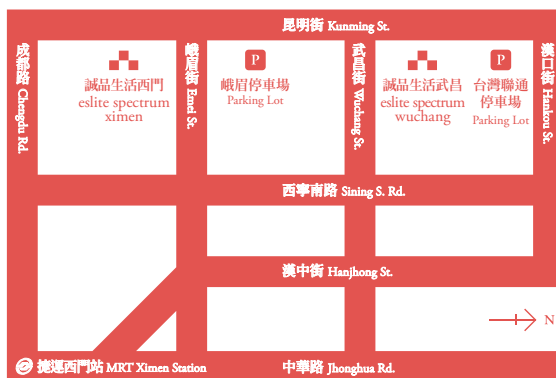 昆明街 Kunming St.
成都路 Chengdu Rd.
誠品生活西門
eslite spectrum
ximen
峨眉街 Emei St.
P
峨眉停車場
Parking Lot
武昌街 Wuchang St.
誠品生活武昌
eslite spectrum
wuchang
P
台灣聯通
停車場
Parking Lot
漢口街 Hankou St.
西寧南路 Sining S. Rd.
漢中街 Hanjhong St.
N
捷運西門站 MRT Ximen Station
中華路 Jhonghua Rd.